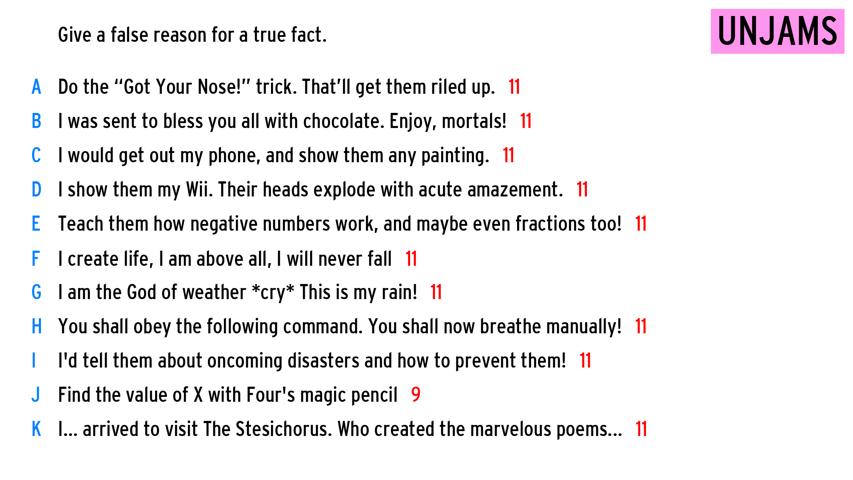 Give a false reason for a true fact.
UNJAMS
A Do the “Got Your Nose!” trick. That’ll get them riled up. 11
B I was sent to bless you all with chocolate. Enjoy, mortals! 11
C I would get out my phone, and show them any painting. 11
D I show them my Wii. Their heads explode with acute amazement. 11
E Teach them how negative numbers work, and maybe even fractions too! 11
F I create life, I am above all, I will never fall 11
G I am the God of weather *cry* This is my rain! 11
H You shall obey the following command. You shall now breathe manually! 11
I I'd tell them about oncoming disasters and how to prevent them! 11
J Find the value of X with Four's magic pencil 9
K I... arrived to visit The Stesichorus. Who created the marvelous poems... 11